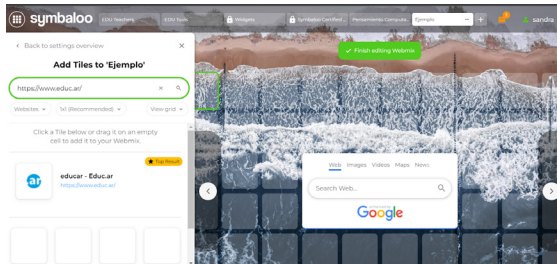 symbaloo
EDU Teachers
EDU Tools
Widgets
Symbaloo Certified ...
Pensamiento Computa...
Ejemplo
sandra
Back to settings overview
Finish editing Webmix
Add Tiles to 'Ejemplo'
https://www.educ.ar/
Websites
1x1 (Recommended)
View grid
Click a Tile below or drag it on an empty
cell to add it to your Webmix.
Top Result
ar
educar - Educ.ar
https://www.educ.ar/
Web Images Videos Maps News
Search Web...
Google